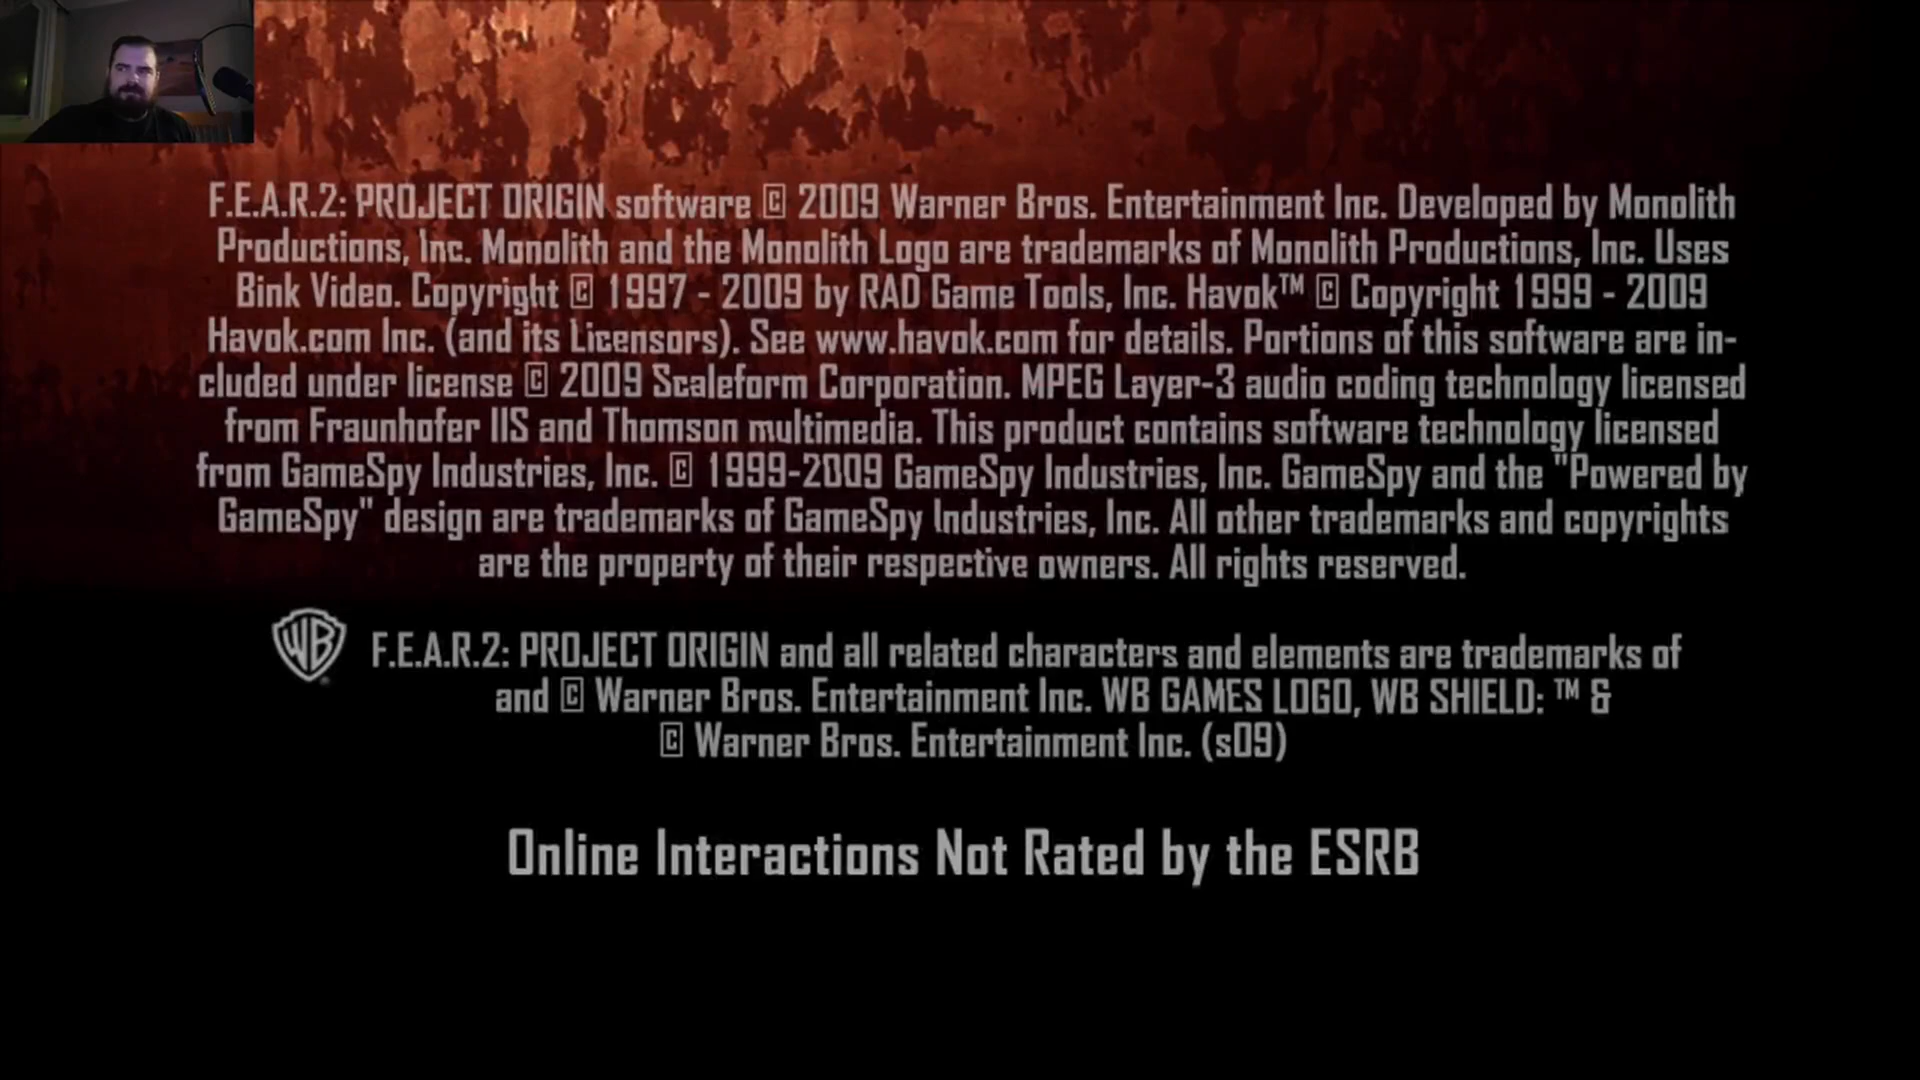 F.E.A.R.2: PROJECT ORIGIN software © 2009 Warner Bros. Entertainment Inc. Developed by Monolith
Productions, Inc. Monolith and the Monolith Logo are trademarks of Monolith Productions, Inc. Uses
Bink Video. Copyright © 1997 - 2009 by RAD Game Tools, Inc. Havok™ © Copyright 1999 - 2009
Havok.com Inc. (and its Licensors). See www.havok.com for details. Portions of this software are in-
cluded under license © 2009 Scaleform Corporation. MPEG Layer-3 audio coding technology licensed
from Fraunhofer IIS and Thomson multimedia. This product contains software technology licensed
from GameSpy Industries, Inc. © 1999-2009 GameSpy Industries, Inc. GameSpy and the "Powered by
GameSpy" design are trademarks of GameSpy Industries, Inc. All other trademarks and copyrights
are the property of their respective owners. All rights reserved.
WB
F.E.A.R.2: PROJECT ORIGIN and all related characters and elements are trademarks of
and © Warner Bros. Entertainment Inc. WB GAMES LOGO, WB SHIELD: ™ &
© Warner Bros. Entertainment Inc. (s09)
Online Interactions Not Rated by the ESRB